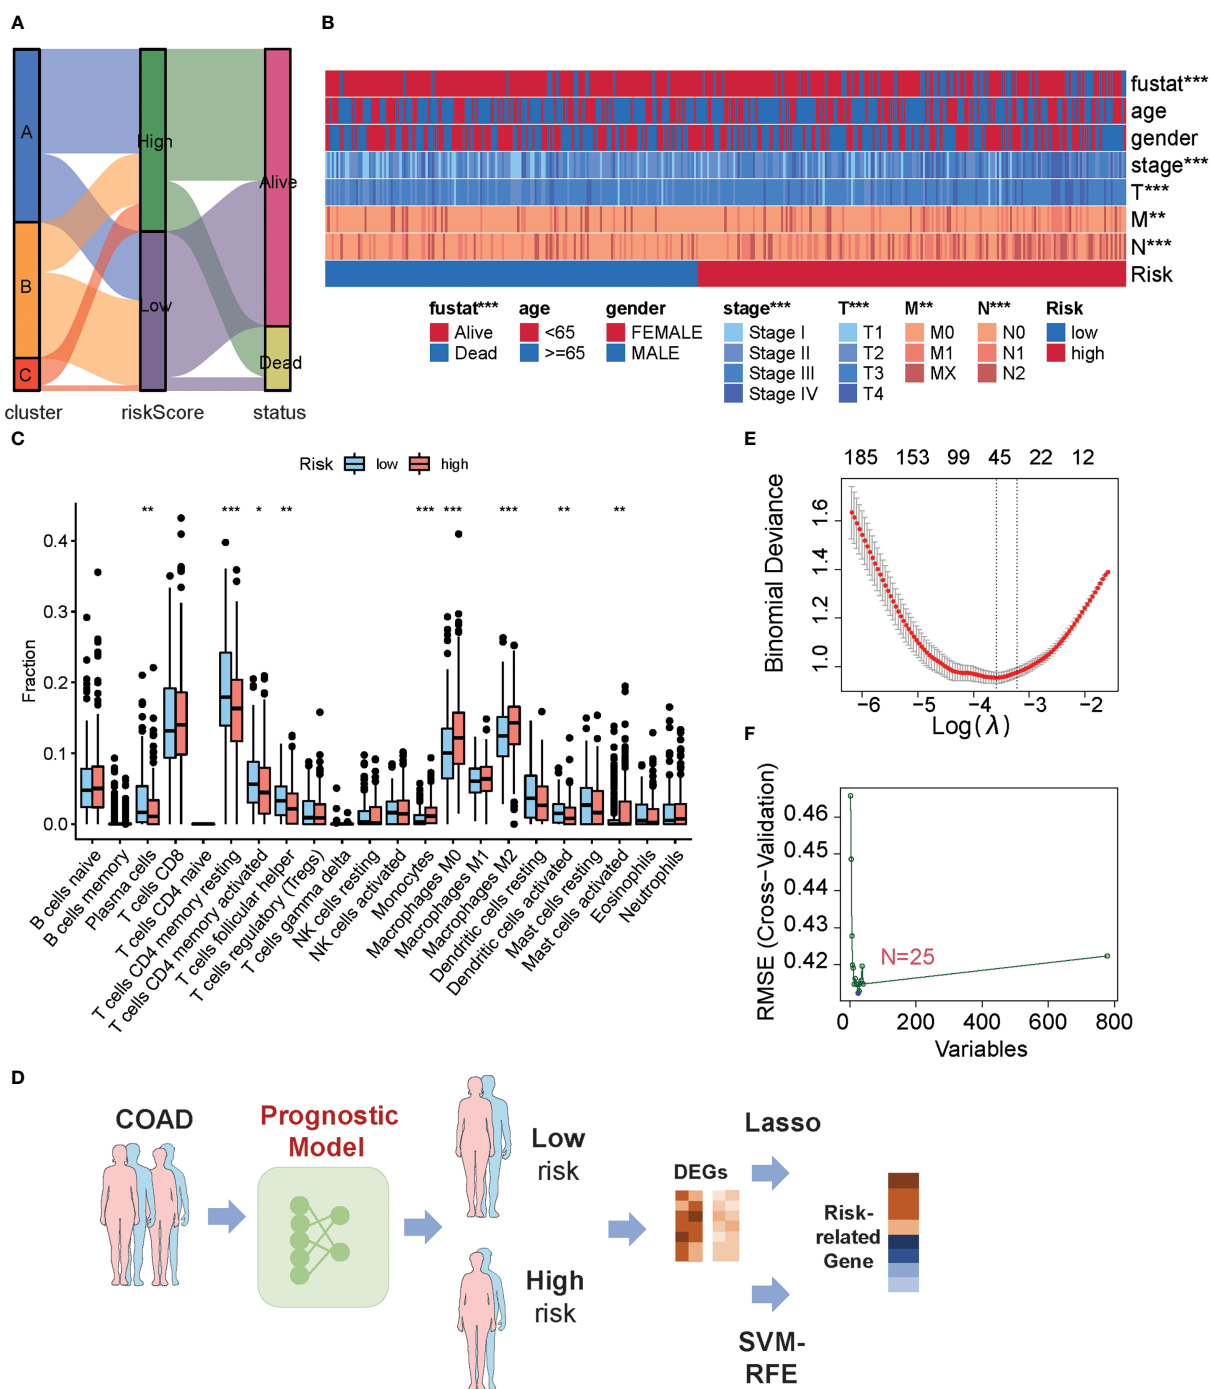 A
A
B
C
High
Low
Alive
Dead
cluster
riskScore
status
B
fustat***
age
gender
stage***
T***
M**
N***
Risk
fustat*** age gender stage*** T*** M** N*** Risk
Alive <65 FEMALE Stage I T1 M0 N0 low
Dead >=65 MALE Stage II T2 M1 N1 high
Stage III T3 MX N2
Stage IV T4
C
Risk low high
** *** * ** *** *** *** ** **
Fraction
0.4
0.3
0.2
0.1
0.0
B cells naive
B cells memory
Plasma cells
T cells CD8
T cells CD4 naive
T cells CD4 memory resting
T cells CD4 memory activated
T cells follicular helper
T cells regulatory (Tregs)
T cells gamma delta
NK cells resting
NK cells activated
Monocytes
Macrophages M0
Macrophages M1
Macrophages M2
Dendritic cells resting
Dendritic cells activated
Mast cells resting
Mast cells activated
Eosinophils
Neutrophils
E
185 153 99 45 22 12
Binomial Deviance
1.6
1.4
1.2
1.0
−6 −5 −4 −3 −2
Log(λ)
F
RMSE (Cross−Validation)
0.46
0.45
0.44
0.43
0.42
N=25
0 200 400 600 800
Variables
D
COAD
Prognostic
Model
Low
risk
High
risk
DEGs
Lasso
SVM-
RFE
Risk-
related
Gene